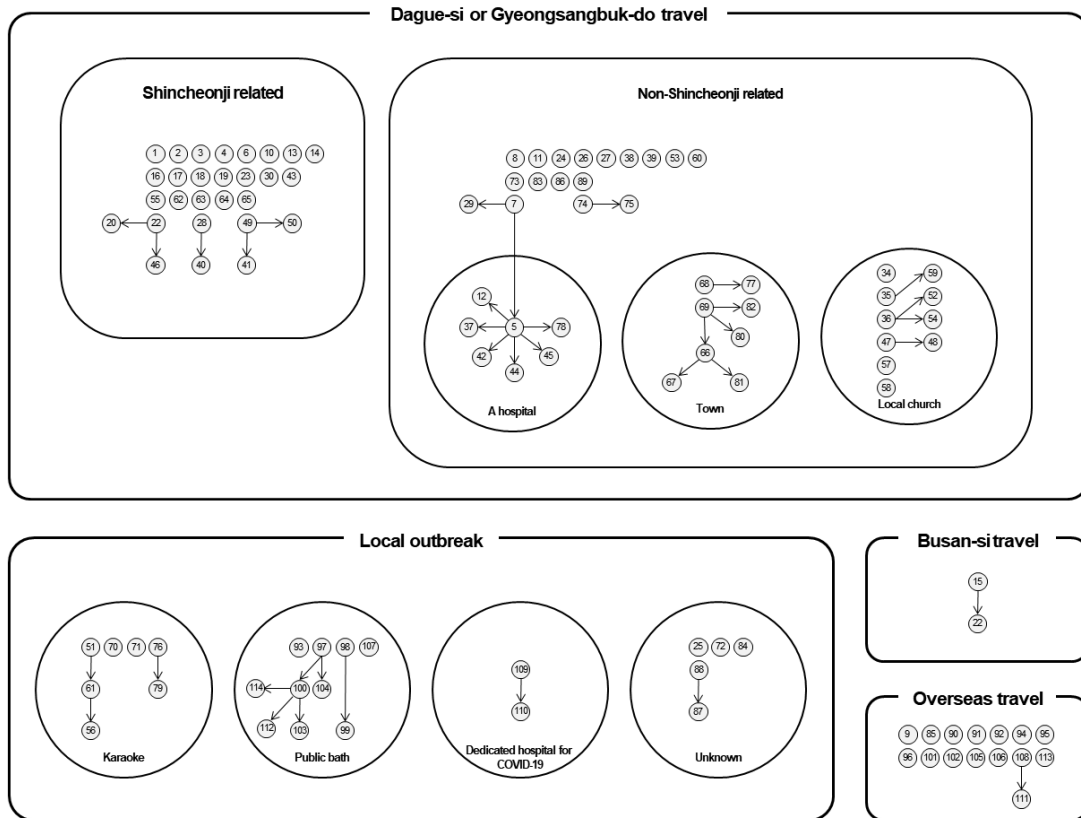 Dague-si or Gyeongsangbuk-do travel
Shincheonji related
1 2 3 4 6 10 13 14
16 17 18 19 23 30 43
55 62 63 64 65
20 22 28 49 50
46 40 41
Non-Shincheonji related
8 11 24 26 27 38 39 53 60
73 83 86 89
29 7 74 75
12
37 5 78
42 45
44
A hospital
68 77
69 82
80
66
67 81
Town
34 59
35 52
36 54
47 48
57
58
Local church
Local outbreak
51 70 71 76
61 79
56
Karaoke
93 97 98 107
114 100 104
112 103 99
Public bath
109
110
Dedicated hospital for
COVID-19
25 72 84
88
87
Unknown
Busan-si travel
15
22
Overseas travel
9 85 90 91 92 94 95
96 101 102 105 106 108 113
111